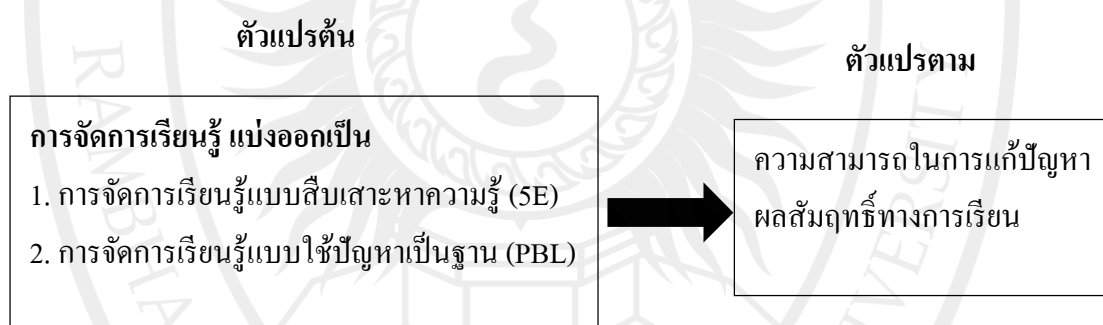 ตัวแปรต้น
ตัวแปรตาม
การจัดการเรียนรู้ แบ่งออกเป็น
1. การจัดการเรียนรู้แบบสืบเสาะหาความรู้ (5E)
2. การจัดการเรียนรู้แบบใช้ปัญหาเป็นฐาน (PBL)
ความสามารถในการแก้ปัญหา
ผลสัมฤทธิ์ทางการเรียน